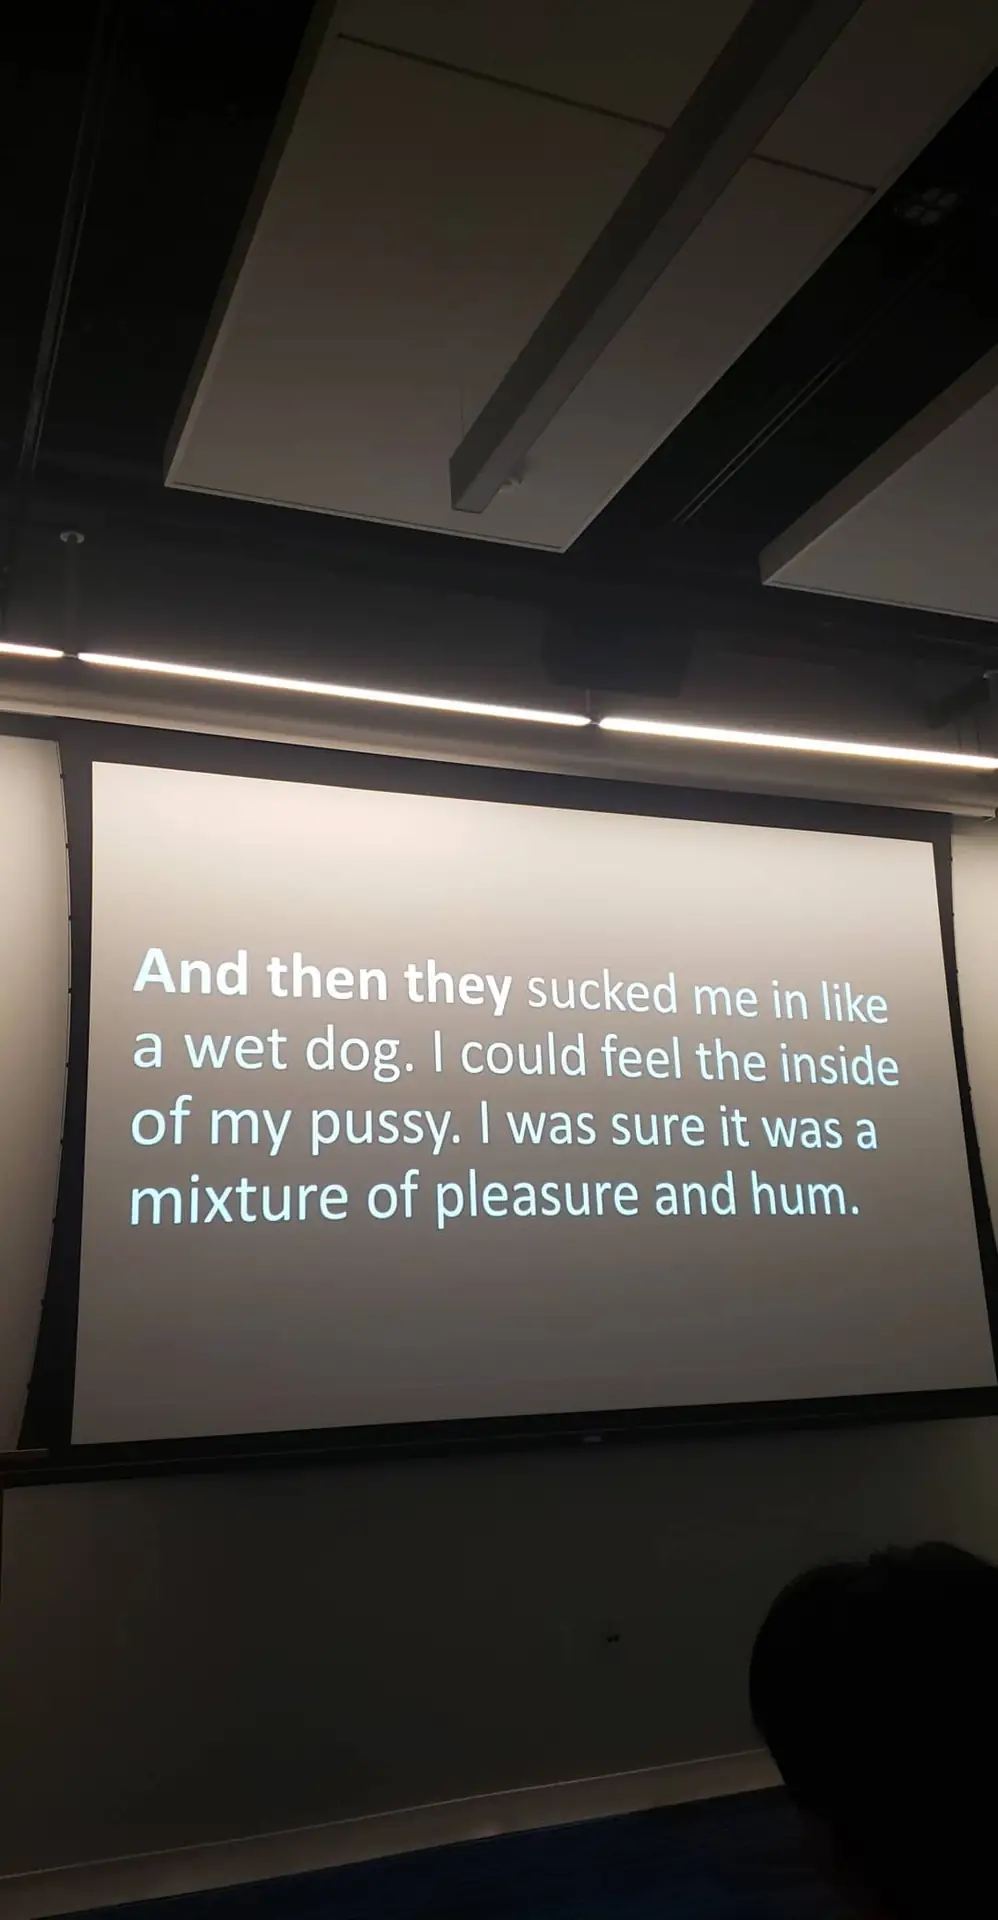 And then they sucked me in like
a wet dog. I could feel the inside
of my pussy. I was sure it was a
mixture of pleasure and hum.